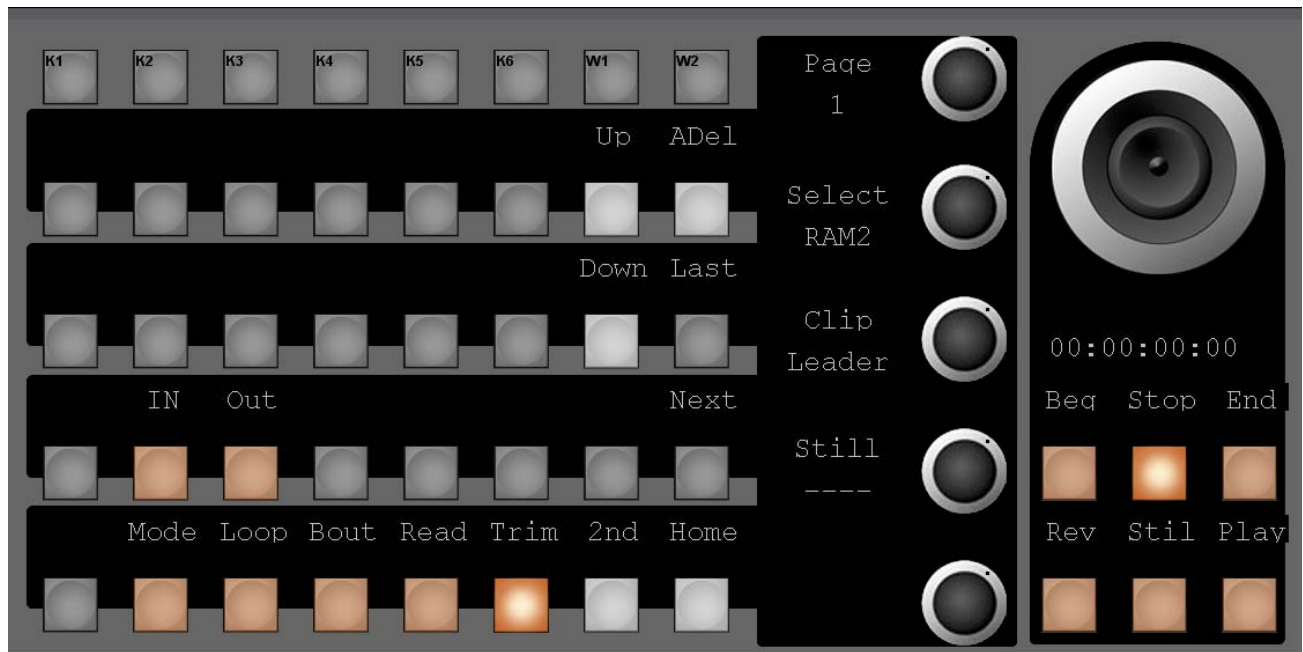 K1 K2 K3 K4 K5 K6 W1 W2
Up ADel
Down Last
IN Out Next
Mode Loop Bout Read Trim 2nd Home
Page
1
Select
RAM2
Clip
Leader
Still
----
00:00:00:00
Beg Stop End
Rev Stil Play